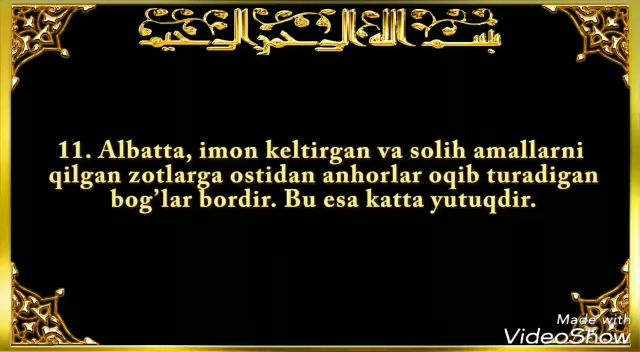 بسم الله الرحمن الرحيم
11. Albatta, imon keltirgan va solih amallarni
qilgan zotlarga ostidan anhorlar oqib turadigan
bog’lar bordir. Bu esa katta yutuqdir.
Made with
VideoShow